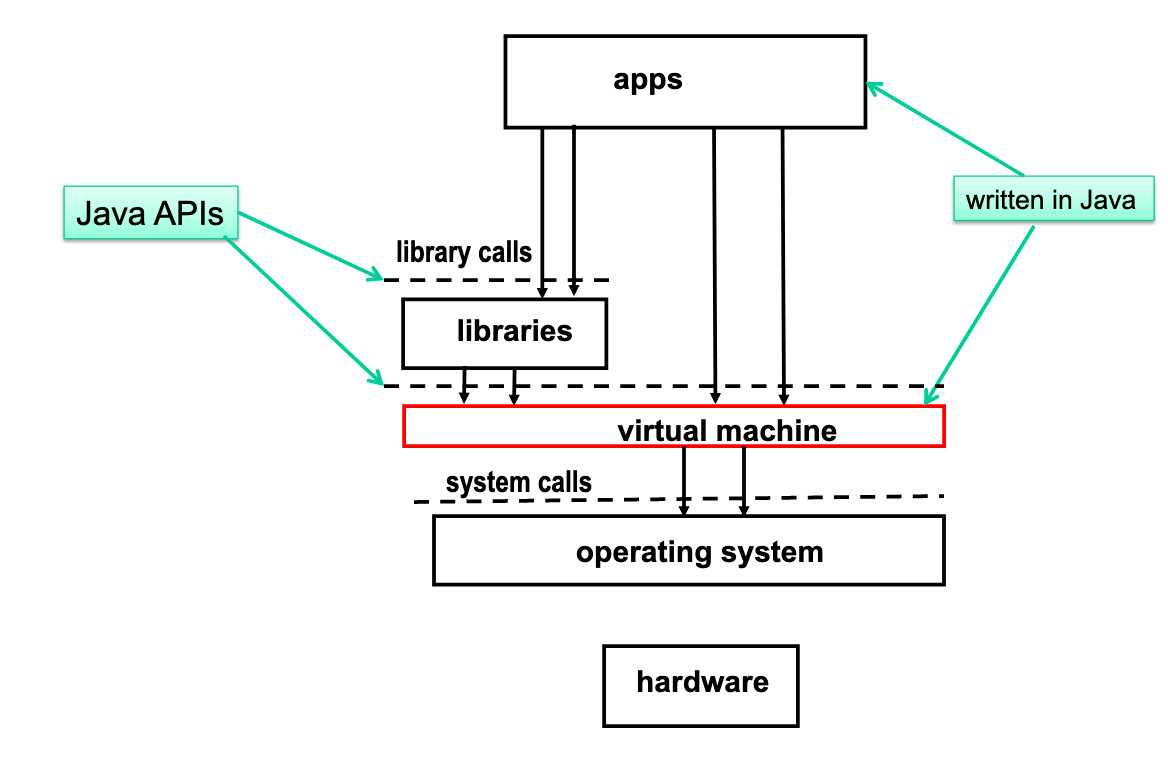 apps
Java APIs
written in Java
library calls
libraries
virtual machine
system calls
operating system
hardware